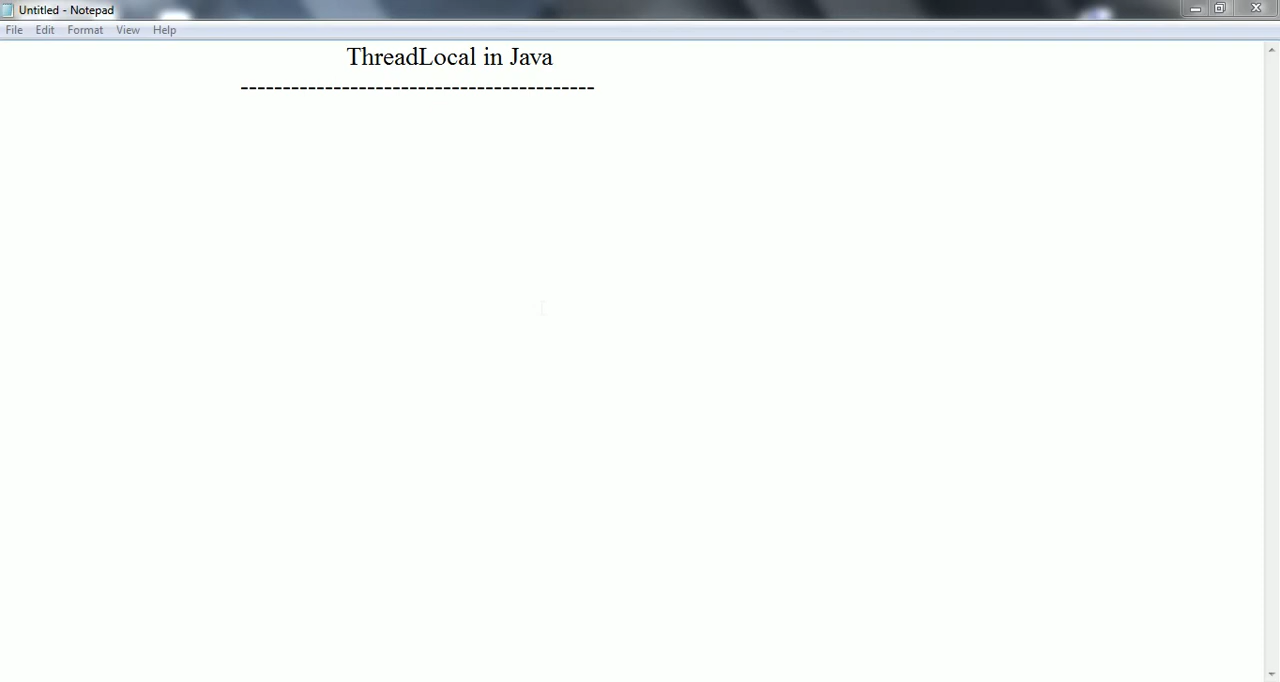 Untitled - Notepad
File Edit Format View Help
ThreadLocal in Java
------------------------------------------